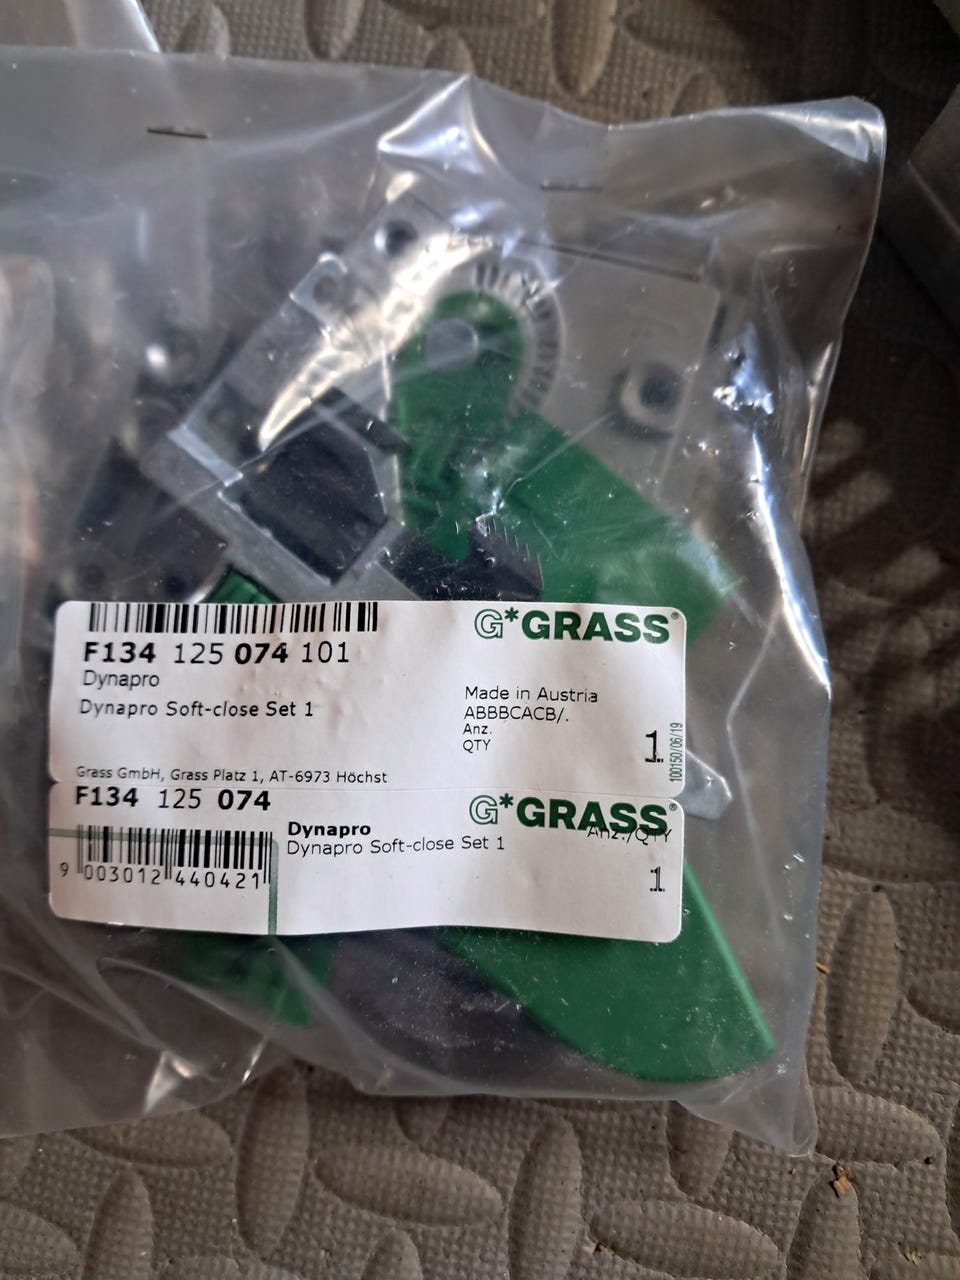 F134 125 074 101
G*GRASS®
Dynapro
Dynapro Soft-close Set 1
Made in Austria
ABBBCACB/.
Anz.
QTY
1
100150/06/19
Grass GmbH, Grass Platz 1, AT-6973 Höchst
F134 125 074
G*GRASS®
Anz./QTY
Dynapro
Dynapro Soft-close Set 1
1
9 003012 440421